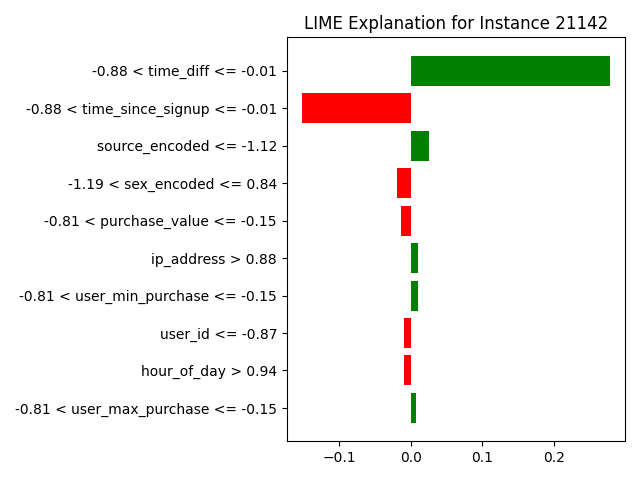 LIME Explanation for Instance 21142
-0.88 < time_diff <= -0.01
-0.88 < time_since_signup <= -0.01
source_encoded <= -1.12
-1.19 < sex_encoded <= 0.84
-0.81 < purchase_value <= -0.15
ip_address > 0.88
-0.81 < user_min_purchase <= -0.15
user_id <= -0.87
hour_of_day > 0.94
-0.81 < user_max_purchase <= -0.15
−0.1 0.0 0.1 0.2